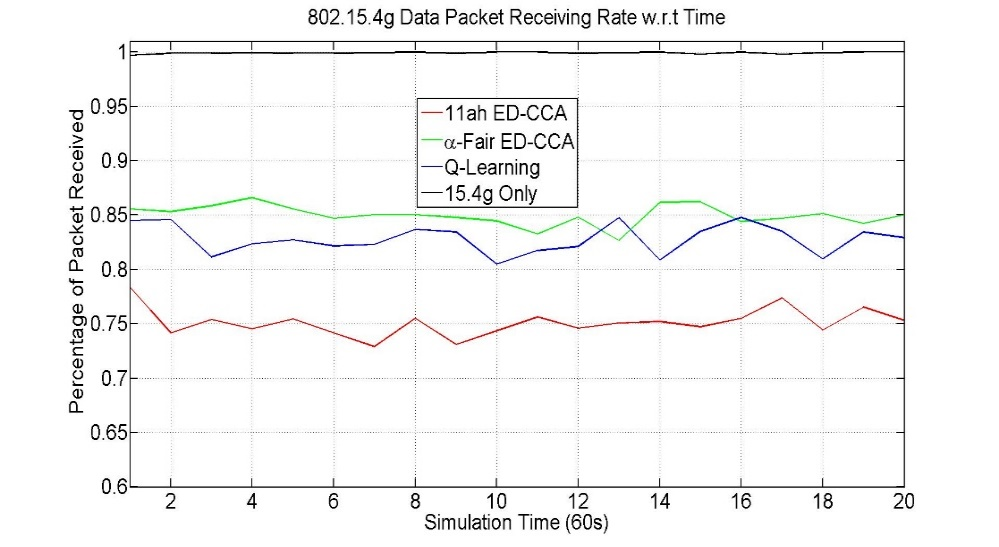 802.15.4g Data Packet Receiving Rate w.r.t Time
Percentage of Packet Received
1
0.95
0.9
0.85
0.8
0.75
0.7
0.65
0.6
11ah ED-CCA
α-Fair ED-CCA
Q-Learning
15.4g Only
2 4 6 8 10 12 14 16 18 20
Simulation Time (60s)